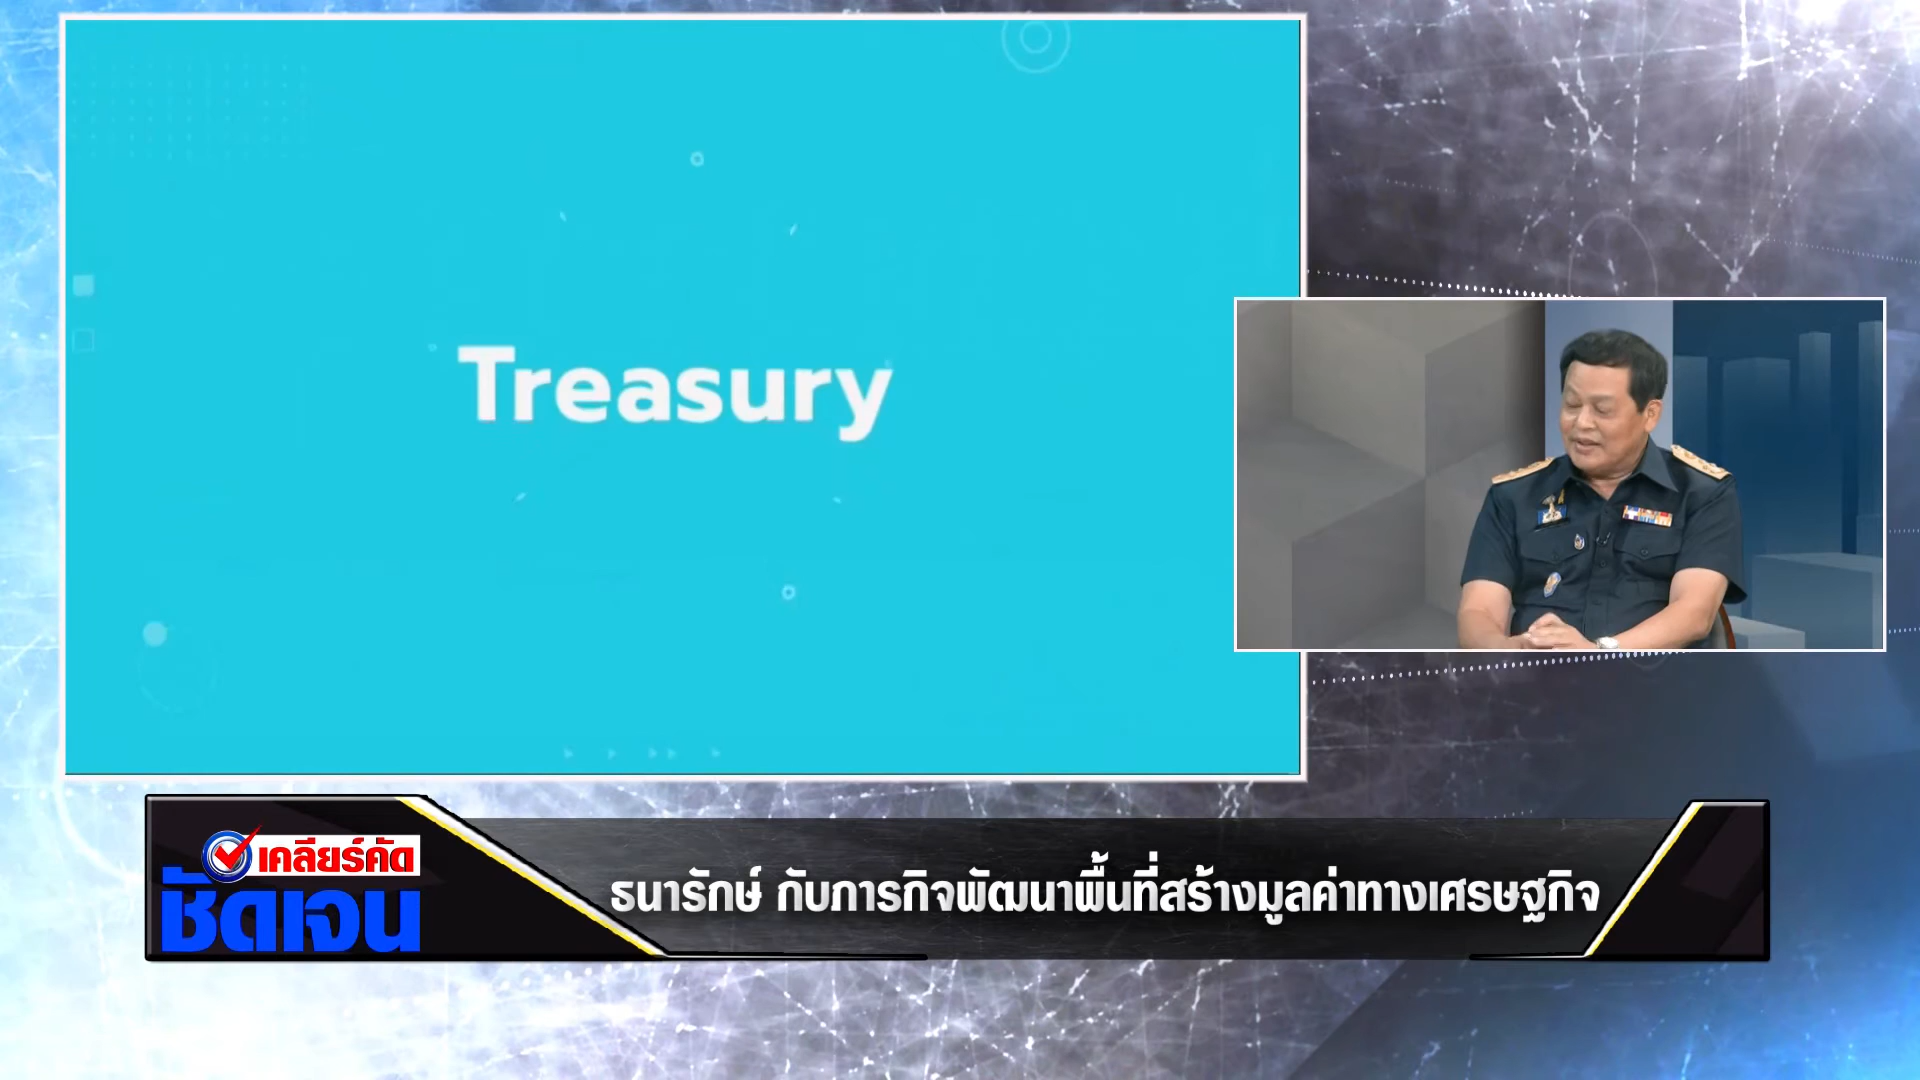 Treasury
เคลียร์คัด
ชัดเจน
ธนารักษ์ กับภารกิจพัฒนาพื้นที่สร้างมูลค่าทางเศรษฐกิจ